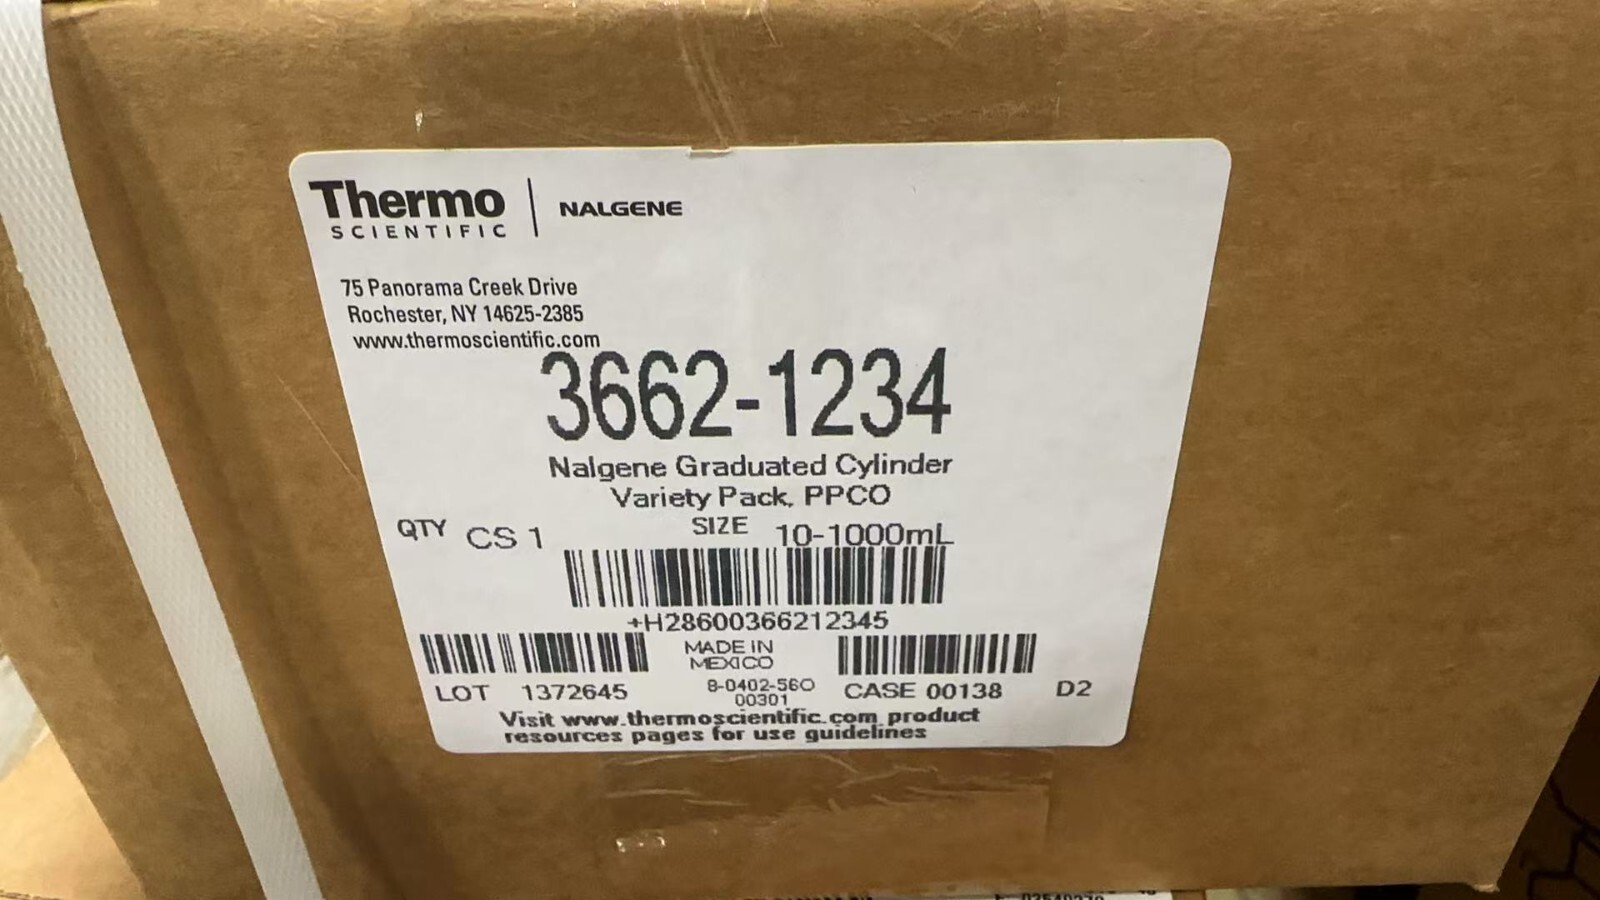 Thermo
SCIENTIFIC
NALGENE
75 Panorama Creek Drive
Rochester, NY 14625-2385
www.thermoscientific.com
3662-1234
Nalgene Graduated Cylinder
Variety Pack, PPCO
QTY CS 1 SIZE 10-1000mL
+H28600366212345
MADE IN
MEXICO
LOT 1372645 8-0402-56O CASE 00138 D2
00301
Visit www.thermoscientific.com product
resources pages for use guidelines